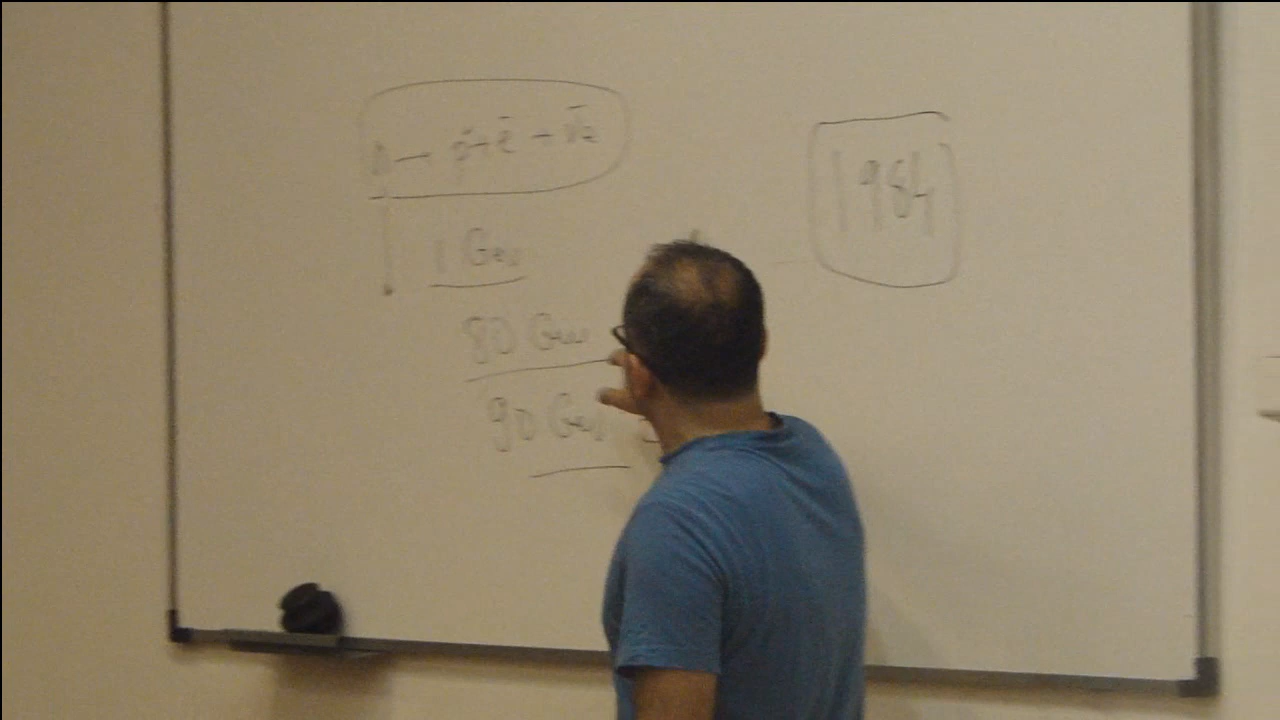 n → p⁺ + e⁻ + ν̄e
1984
1 GeV
80 GeV
90 GeV